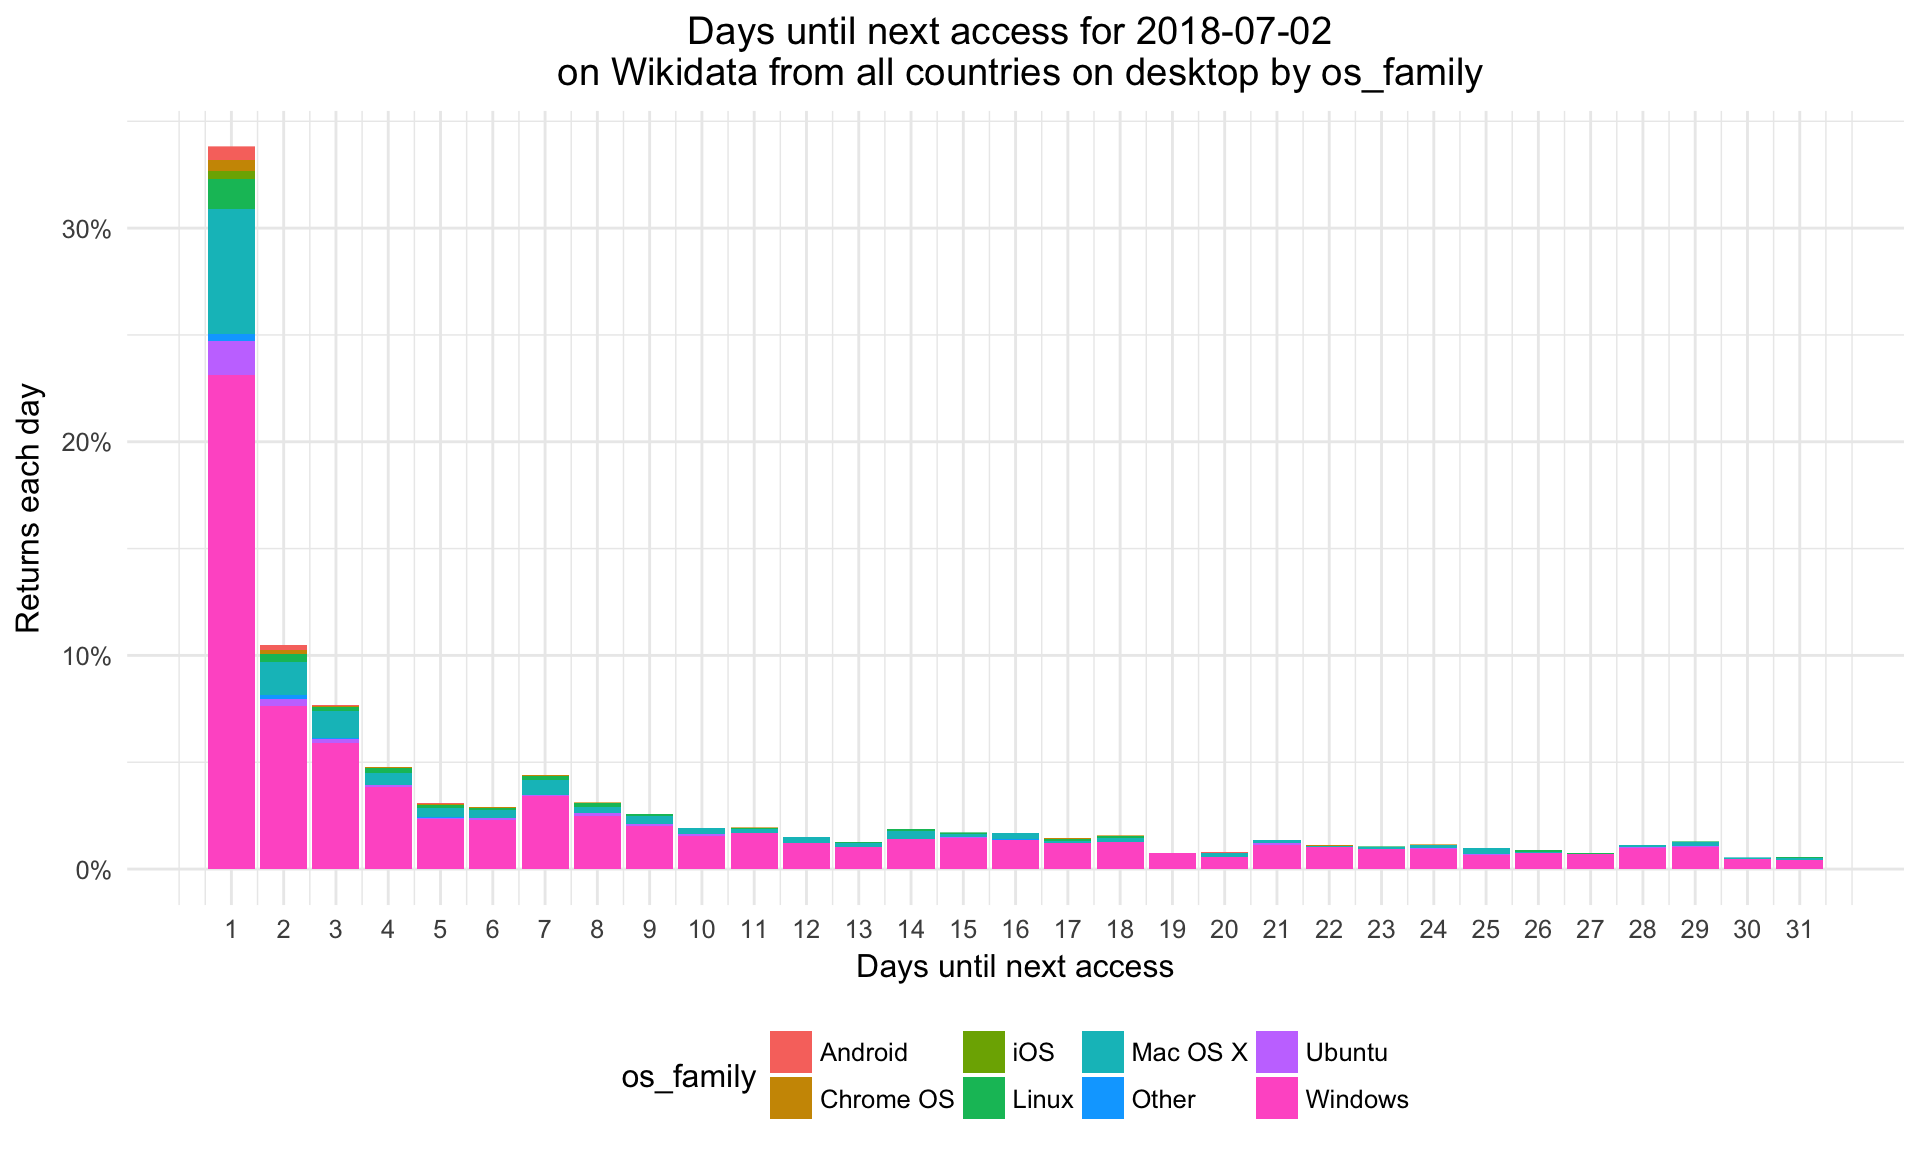 Days until next access for 2018-07-02
on Wikidata from all countries on desktop by os_family
Returns each day
30%
20%
10%
0%
1 2 3 4 5 6 7 8 9 10 11 12 13 14 15 16 17 18 19 20 21 22 23 24 25 26 27 28 29 30 31
Days until next access
os_family
Android iOS Mac OS X Ubuntu
Chrome OS Linux Other Windows